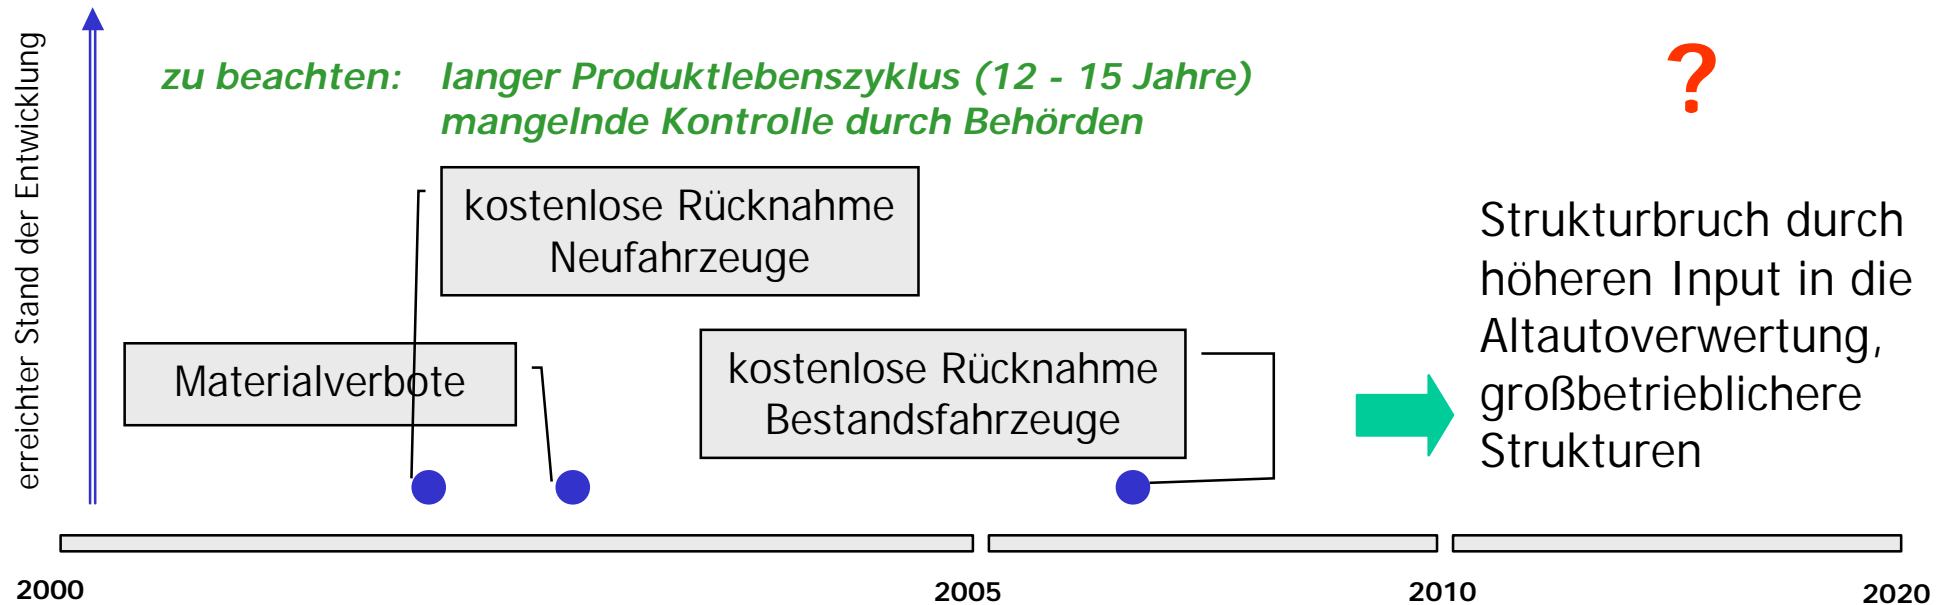 erreichter Stand der Entwicklung
zu beachten: langer Produktlebenszyklus (12 - 15 Jahre)
mangelnde Kontrolle durch Behörden
?
kostenlose Rücknahme
Neufahrzeuge
Materialverbote
kostenlose Rücknahme
Bestandsfahrzeuge
Strukturbruch durch
höheren Input in die
Altautoverwertung,
großbetrieblichere
Strukturen
2000
2005
2010
2020